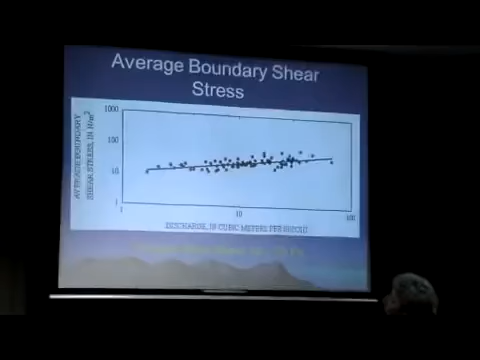 Average Boundary Shear
Stress
AVERAGE BOUNDARY
SHEAR STRESS, IN N/m²
1000
100
10
1
1
10
100
DISCHARGE, IN CUBIC METERS PER SECOND